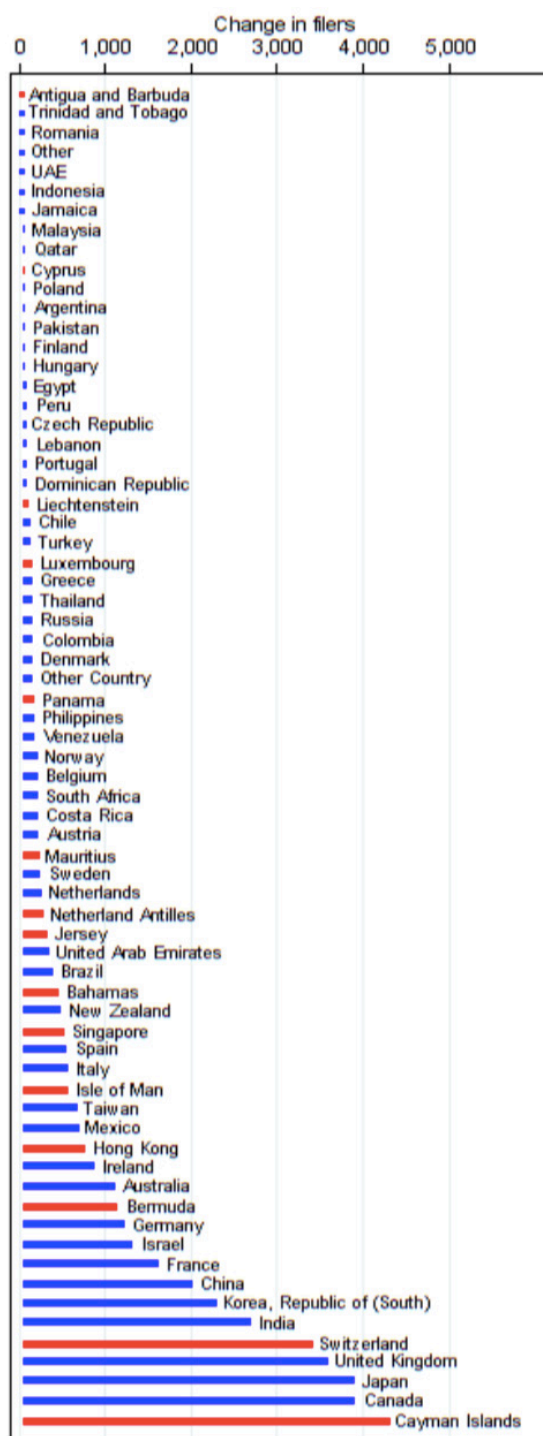 Change in filers
0 1,000 2,000 3,000 4,000 5,000
Antigua and Barbuda
Trinidad and Tobago
Romania
Other
UAE
Indonesia
Jamaica
Malaysia
Qatar
Cyprus
Poland
Argentina
Pakistan
Finland
Hungary
Egypt
Peru
Czech Republic
Lebanon
Portugal
Dominican Republic
Liechtenstein
Chile
Turkey
Luxembourg
Greece
Thailand
Russia
Colombia
Denmark
Other Country
Panama
Philippines
Venezuela
Norway
Belgium
South Africa
Costa Rica
Austria
Mauritius
Sweden
Netherlands
Netherland Antilles
Jersey
United Arab Emirates
Brazil
Bahamas
New Zealand
Singapore
Spain
Italy
Isle of Man
Taiwan
Mexico
Hong Kong
Ireland
Australia
Bermuda
Germany
Israel
France
China
Korea, Republic of (South)
India
Switzerland
United Kingdom
Japan
Canada
Cayman Islands